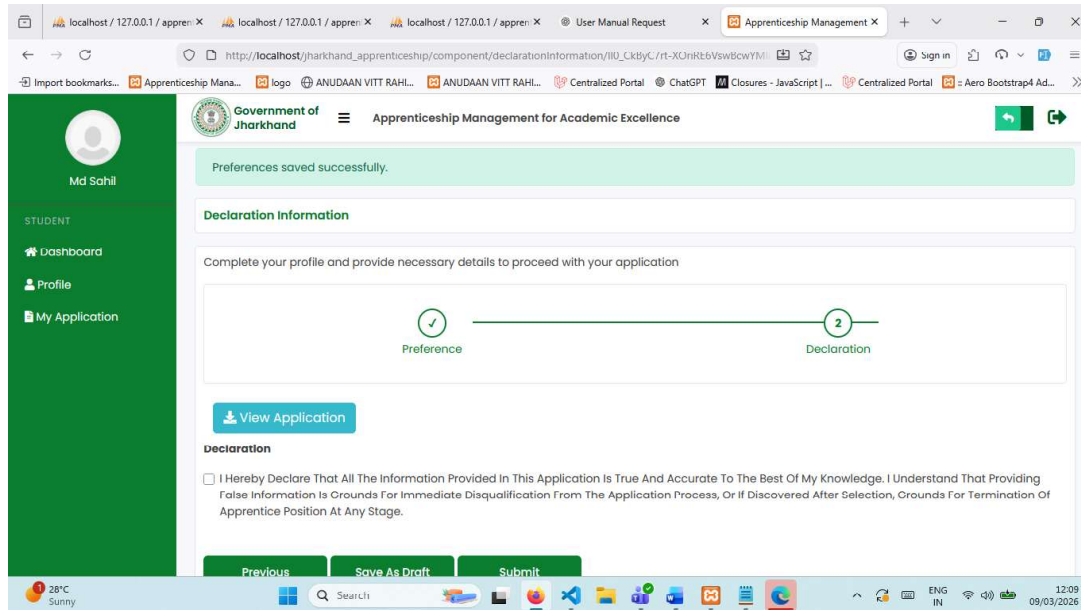 localhost / 127.0.0.1 / appren
localhost / 127.0.0.1 / appren
localhost / 127.0.0.1 / appren
User Manual Request
Apprenticeship Management
Sign in
Import bookmarks...
Apprenticeship Mana...
logo
ANUDAAN VITT RAHI...
ANUDAAN VITT RAHI...
Centralized Portal
ChatGPT
Closures - JavaScript | ...
Centralized Portal
:: Aero Bootstrap4 Ad...
Government of
Jharkhand
Apprenticeship Management for Academic Excellence
Md Sahil
STUDENT
Dashboard
Profile
My Application
Preferences saved successfully.
Declaration Information
Complete your profile and provide necessary details to proceed with your application
2
Preference
Declaration
View Application
Declaration
I Hereby Declare That All The Information Provided In This Application Is True And Accurate To The Best Of My Knowledge. I Understand That Providing
False Information Is Grounds For Immediate Disqualification From The Application Process, Or If Discovered After Selection, Grounds For Termination Of
Apprentice Position At Any Stage.
Previous
Save As Draft
Submit
1
28°C
Sunny
Search
ENG
IN
12:09
09/03/2026